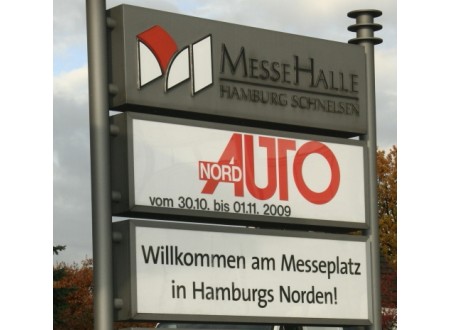 MESSEHALLE
HAMBURG SCHNELSEN
NORD AUTO
vom 30.10. bis 01.11. 2009
Willkommen am Messeplatz
in Hamburgs Norden!